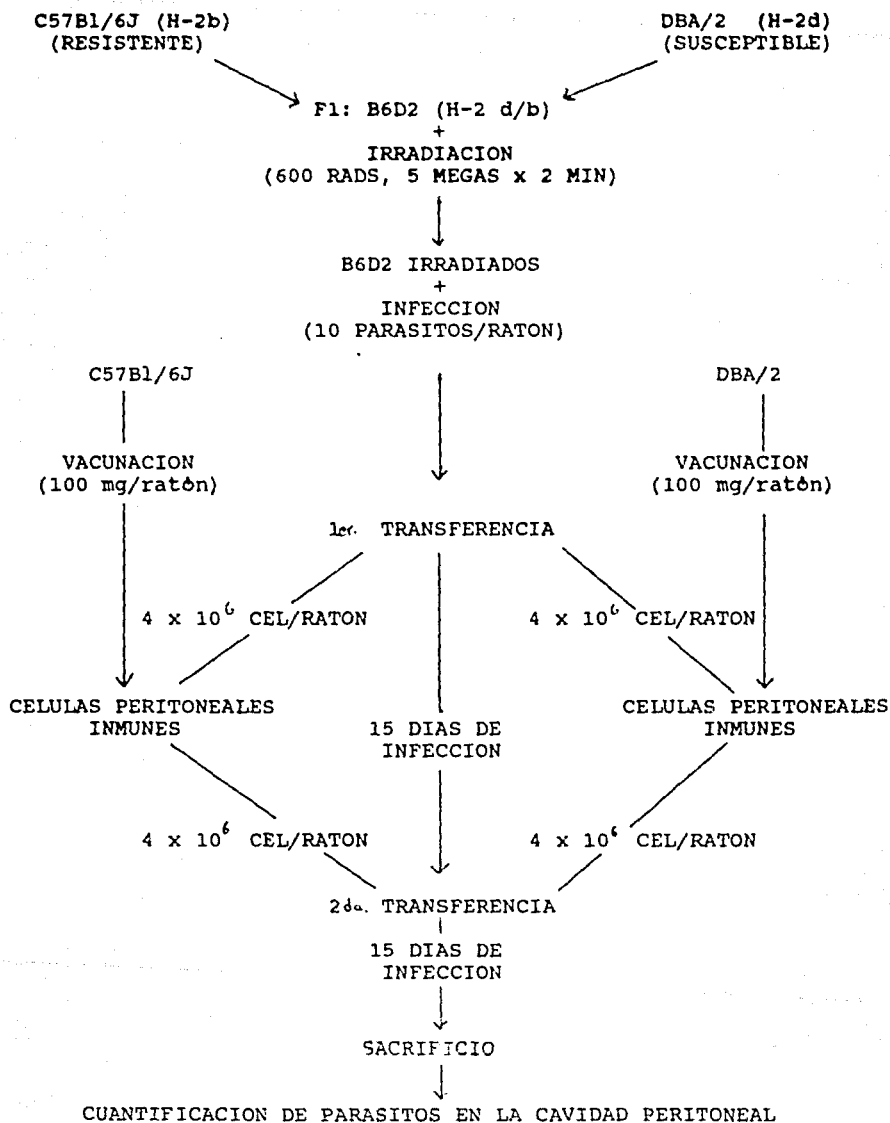 C57Bl/6J (H-2b)
(RESISTENTE)
DBA/2 (H-2d)
(SUSCEPTIBLE)
F1: B6D2 (H-2 d/b)
+
IRRADIACION
(600 RADS, 5 MEGAS x 2 MIN)
B6D2 IRRADIADOS
+
INFECCION
(10 PARASITOS/RATON)
C57Bl/6J
DBA/2
VACUNACION
(100 mg/ratón)
VACUNACION
(100 mg/ratón)
1er. TRANSFERENCIA
4 x 10⁶ CEL/RATON
4 x 10⁶ CEL/RATON
CELULAS PERITONEALES
INMUNES
15 DIAS DE
INFECCION
CELULAS PERITONEALES
INMUNES
4 x 10⁶ CEL/RATON
4 x 10⁶ CEL/RATON
2da. TRANSFERENCIA
15 DIAS DE
INFECCION
SACRIFICIO
CUANTIFICACION DE PARASITOS EN LA CAVIDAD PERITONEAL